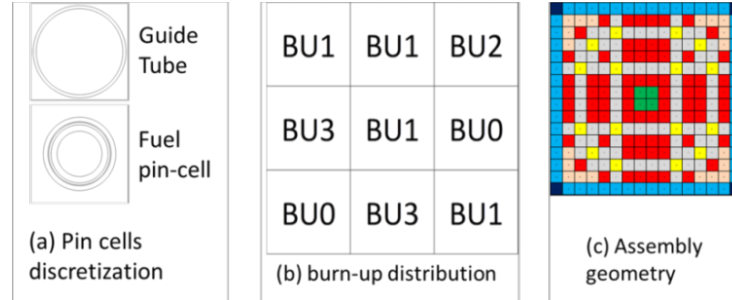 Guide
Tube
Fuel
pin-cell
(a) Pin cells
discretization
BU1 BU1 BU2
BU3 BU1 BU0
BU0 BU3 BU1
(b) burn-up distribution
(c) Assembly
geometry